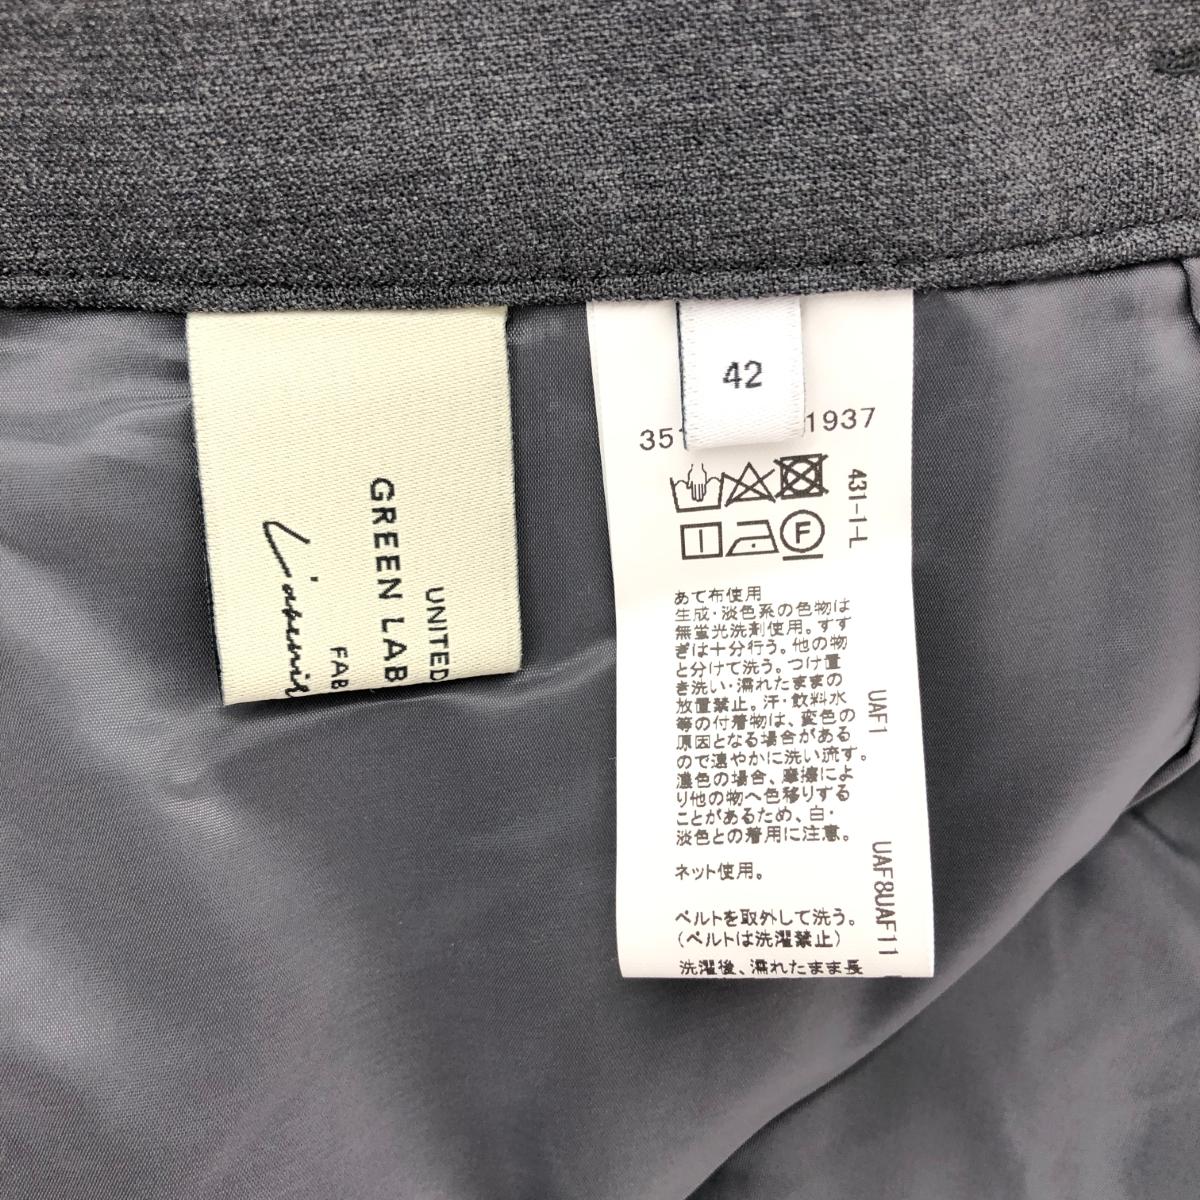 GREEN LAB
UNITED
FAB
42
35
1937
431-1-L
F
あて布使用
生成・淡色系の色物は
無蛍光洗剤使用。すす
ぎは十分行う。他の物
と分けて洗う。つけ置
き洗い・濡れたままの
放置禁止。汗・飲料水
等の付着物は、変色の
原因となる場合がある
ので速やかに洗い流す。
濃色の場合、摩擦によ
り他の物へ色移りする
ことがあるため、白・
淡色との着用に注意。
ネット使用。
ベルトを取外して洗う。
(ベルトは洗濯禁止)
洗濯後、濡れたまま長
UAF1
UAF8UAF11